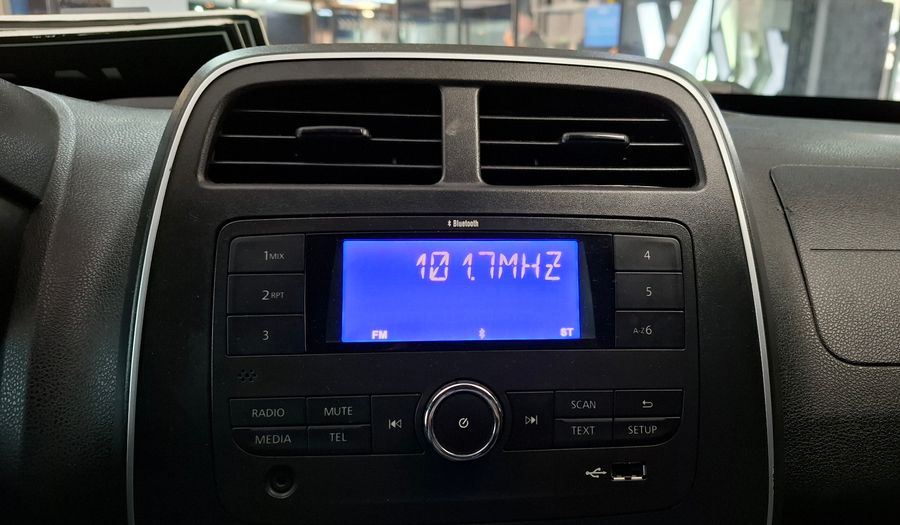 Bluetooth
1 MIX
2 RPT
3
101.7MHZ
FM
ST
4
5
A-Z 6
RADIO
MUTE
SCAN
MEDIA
TEL
TEXT
SETUP